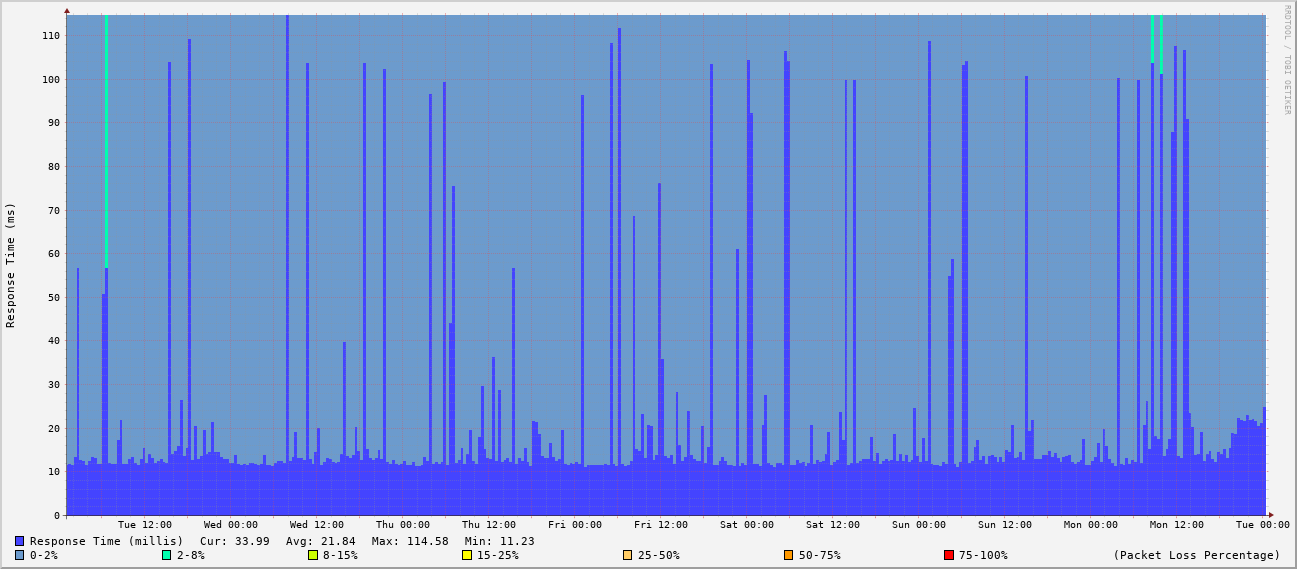 RRDTOOL / TOBI OETIKER
Response Time (ms)
110
100
90
80
70
60
50
40
30
20
10
0
Tue 12:00 Wed 00:00 Wed 12:00 Thu 00:00 Thu 12:00 Fri 00:00 Fri 12:00 Sat 00:00 Sat 12:00 Sun 00:00 Sun 12:00 Mon 00:00 Mon 12:00 Tue 00:00
Response Time (millis) Cur: 33.99 Avg: 21.84 Max: 114.58 Min: 11.23
0-2% 2-8% 8-15% 15-25% 25-50% 50-75% 75-100% (Packet Loss Percentage)